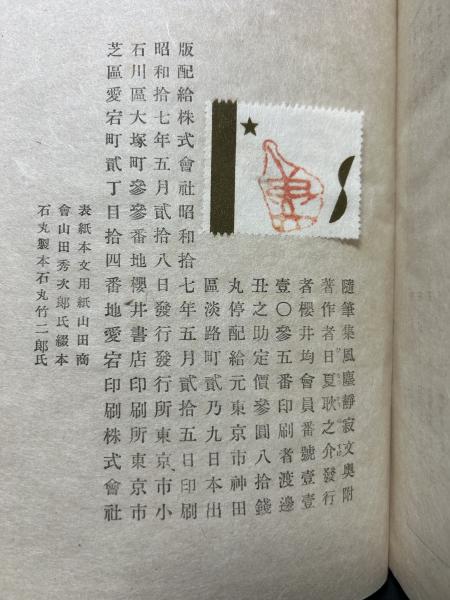 隨筆集風塵靜寂文奥附
著作者日夏耿之介發行
者櫻井均會員番號壹壹
壹〇參五番印刷者渡邊
丑之助定價參圓八拾錢
丸停配給元東京市神田
區淡路町貳乃九日本出
版配給株式會社昭和拾七年五月貳拾五日印刷
昭和拾七年五月貳拾八日發行發行所東京市小
石川區大塚町參參番地櫻井書店印刷所東京市
芝區愛宕町貳丁目拾四番地愛宕印刷株式會社
表紙本文用紙山田商
會山田秀次郎氏綴本
石丸製本石丸竹二郎氏